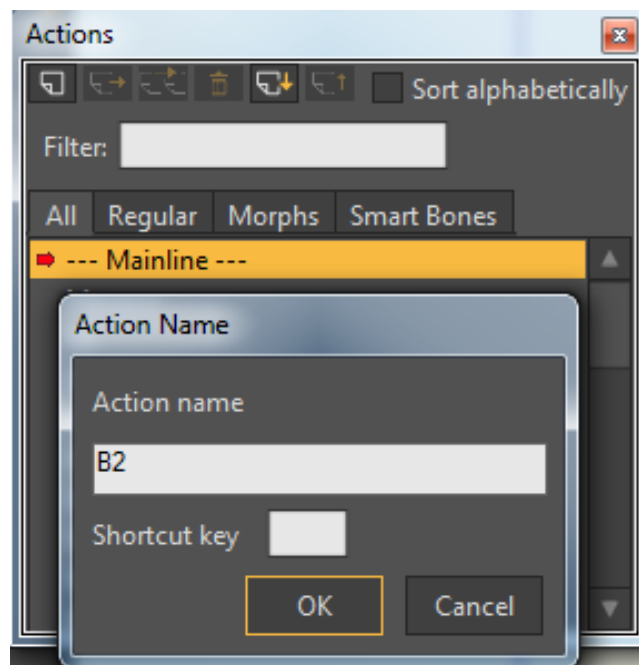 Actions
Sort alphabetically
Filter:
All Regular Morphs Smart Bones
--- Mainline ---
Action Name
Action name
B2
Shortcut key
OK Cancel